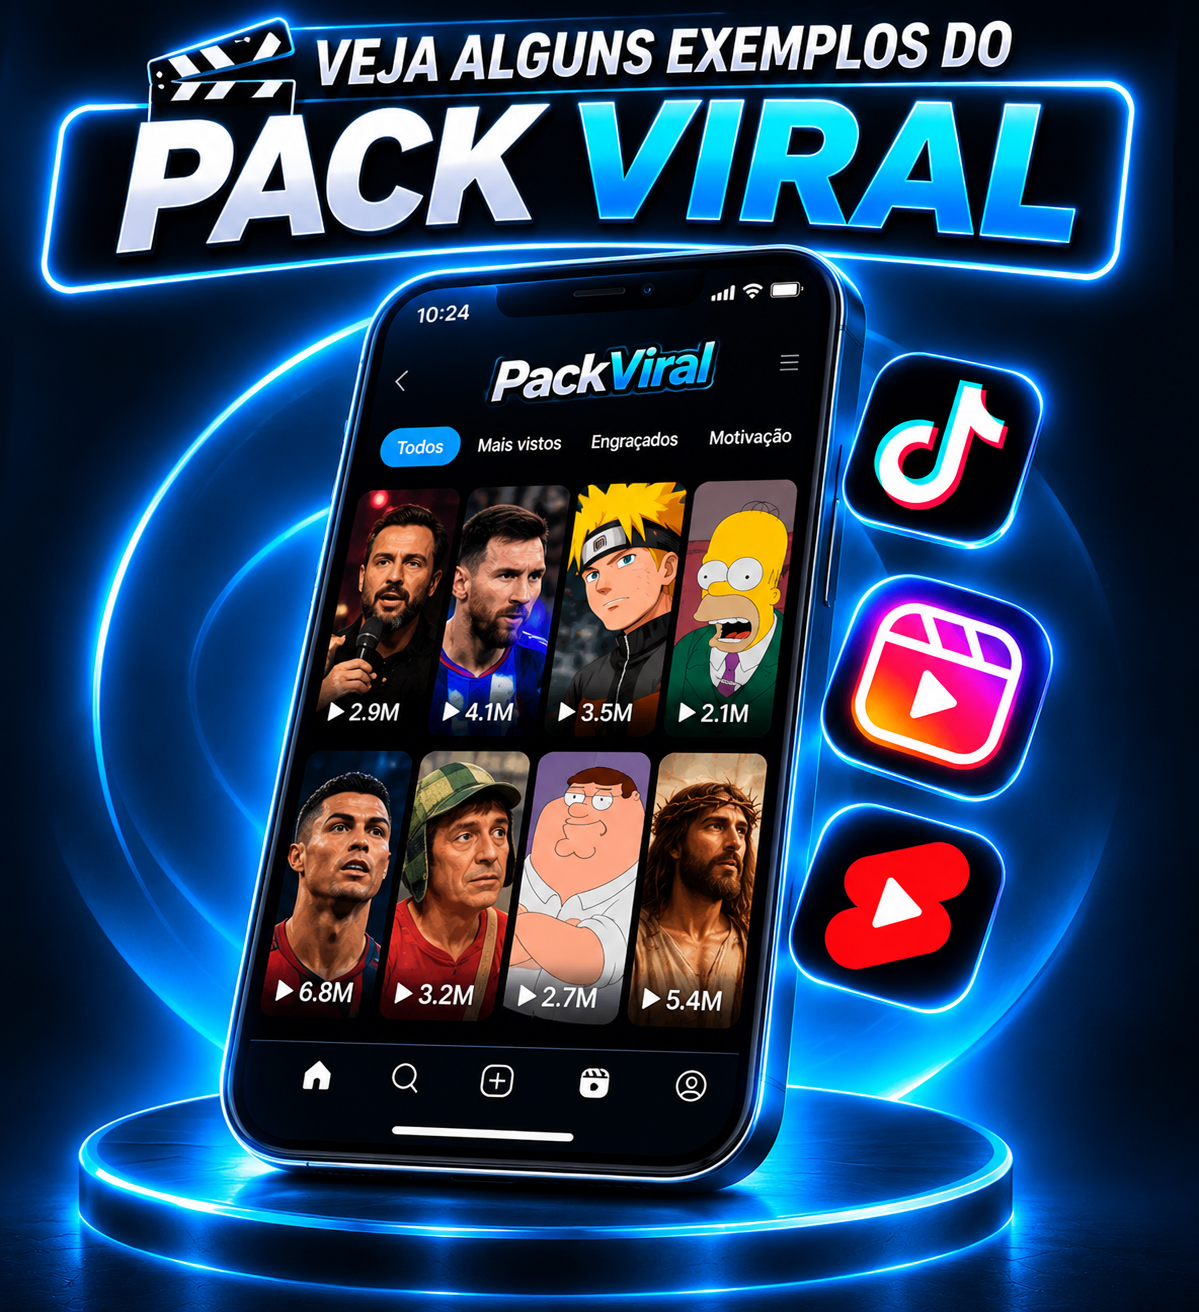 VEJA ALGUNS EXEMPLOS DO
PACK VIRAL
10:24
PackViral
Todos
Mais vistos
Engraçados
Motivação
2.9M
4.1M
3.5M
2.1M
6.8M
3.2M
2.7M
5.4M